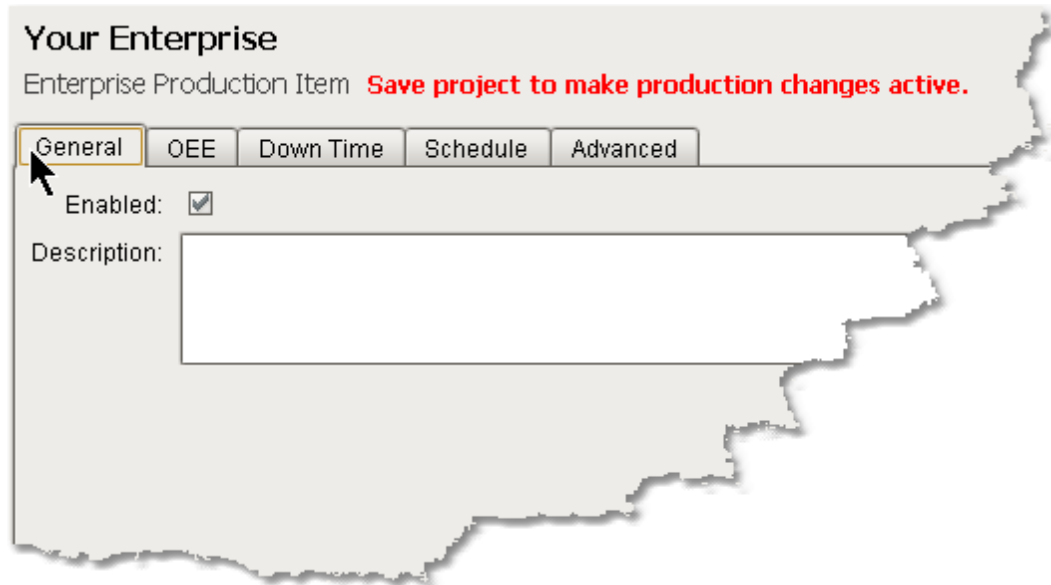 Your Enterprise
Enterprise Production Item Save project to make production changes active.
General OEE Down Time Schedule Advanced
Enabled:
Description: